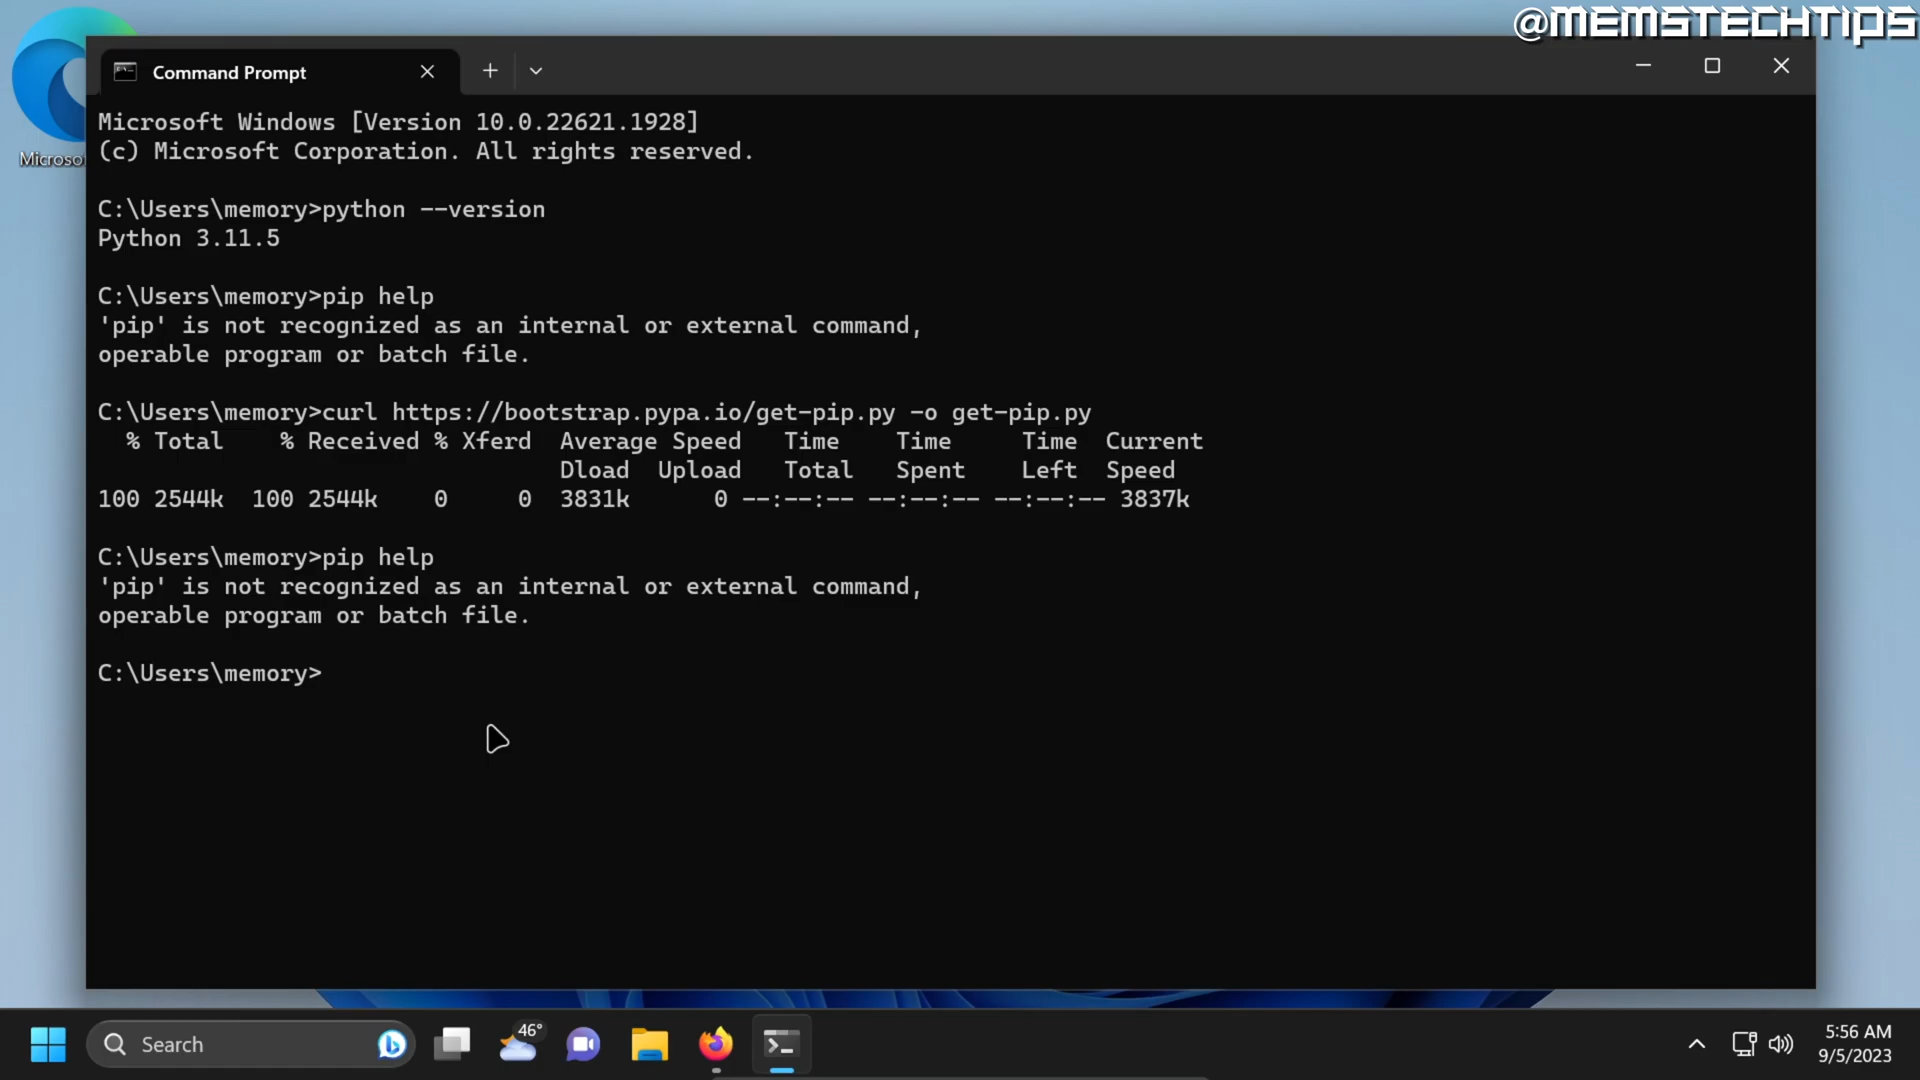 @MEMSTECHTIPS
Command Prompt
Microso
Microsoft Windows [Version 10.0.22621.1928]
(c) Microsoft Corporation. All rights reserved.
C:\Users\memory>python --version
Python 3.11.5
C:\Users\memory>pip help
'pip' is not recognized as an internal or external command,
operable program or batch file.
C:\Users\memory>curl https://bootstrap.pypa.io/get-pip.py -o get-pip.py
% Total % Received % Xferd Average Speed Time Time Time Current
Dload Upload Total Spent Left Speed
100 2544k 100 2544k 0 0 3831k 0 --:--:-- --:--:-- --:--:-- 3837k
C:\Users\memory>pip help
'pip' is not recognized as an internal or external command,
operable program or batch file.
C:\Users\memory>
Search
46°
5:56 AM
9/5/2023